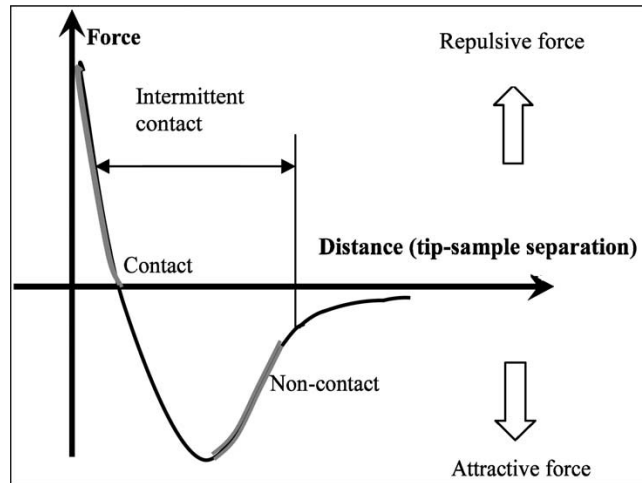 Force
Repulsive force
Intermittent
contact
Distance (tip-sample separation)
Contact
Non-contact
Attractive force